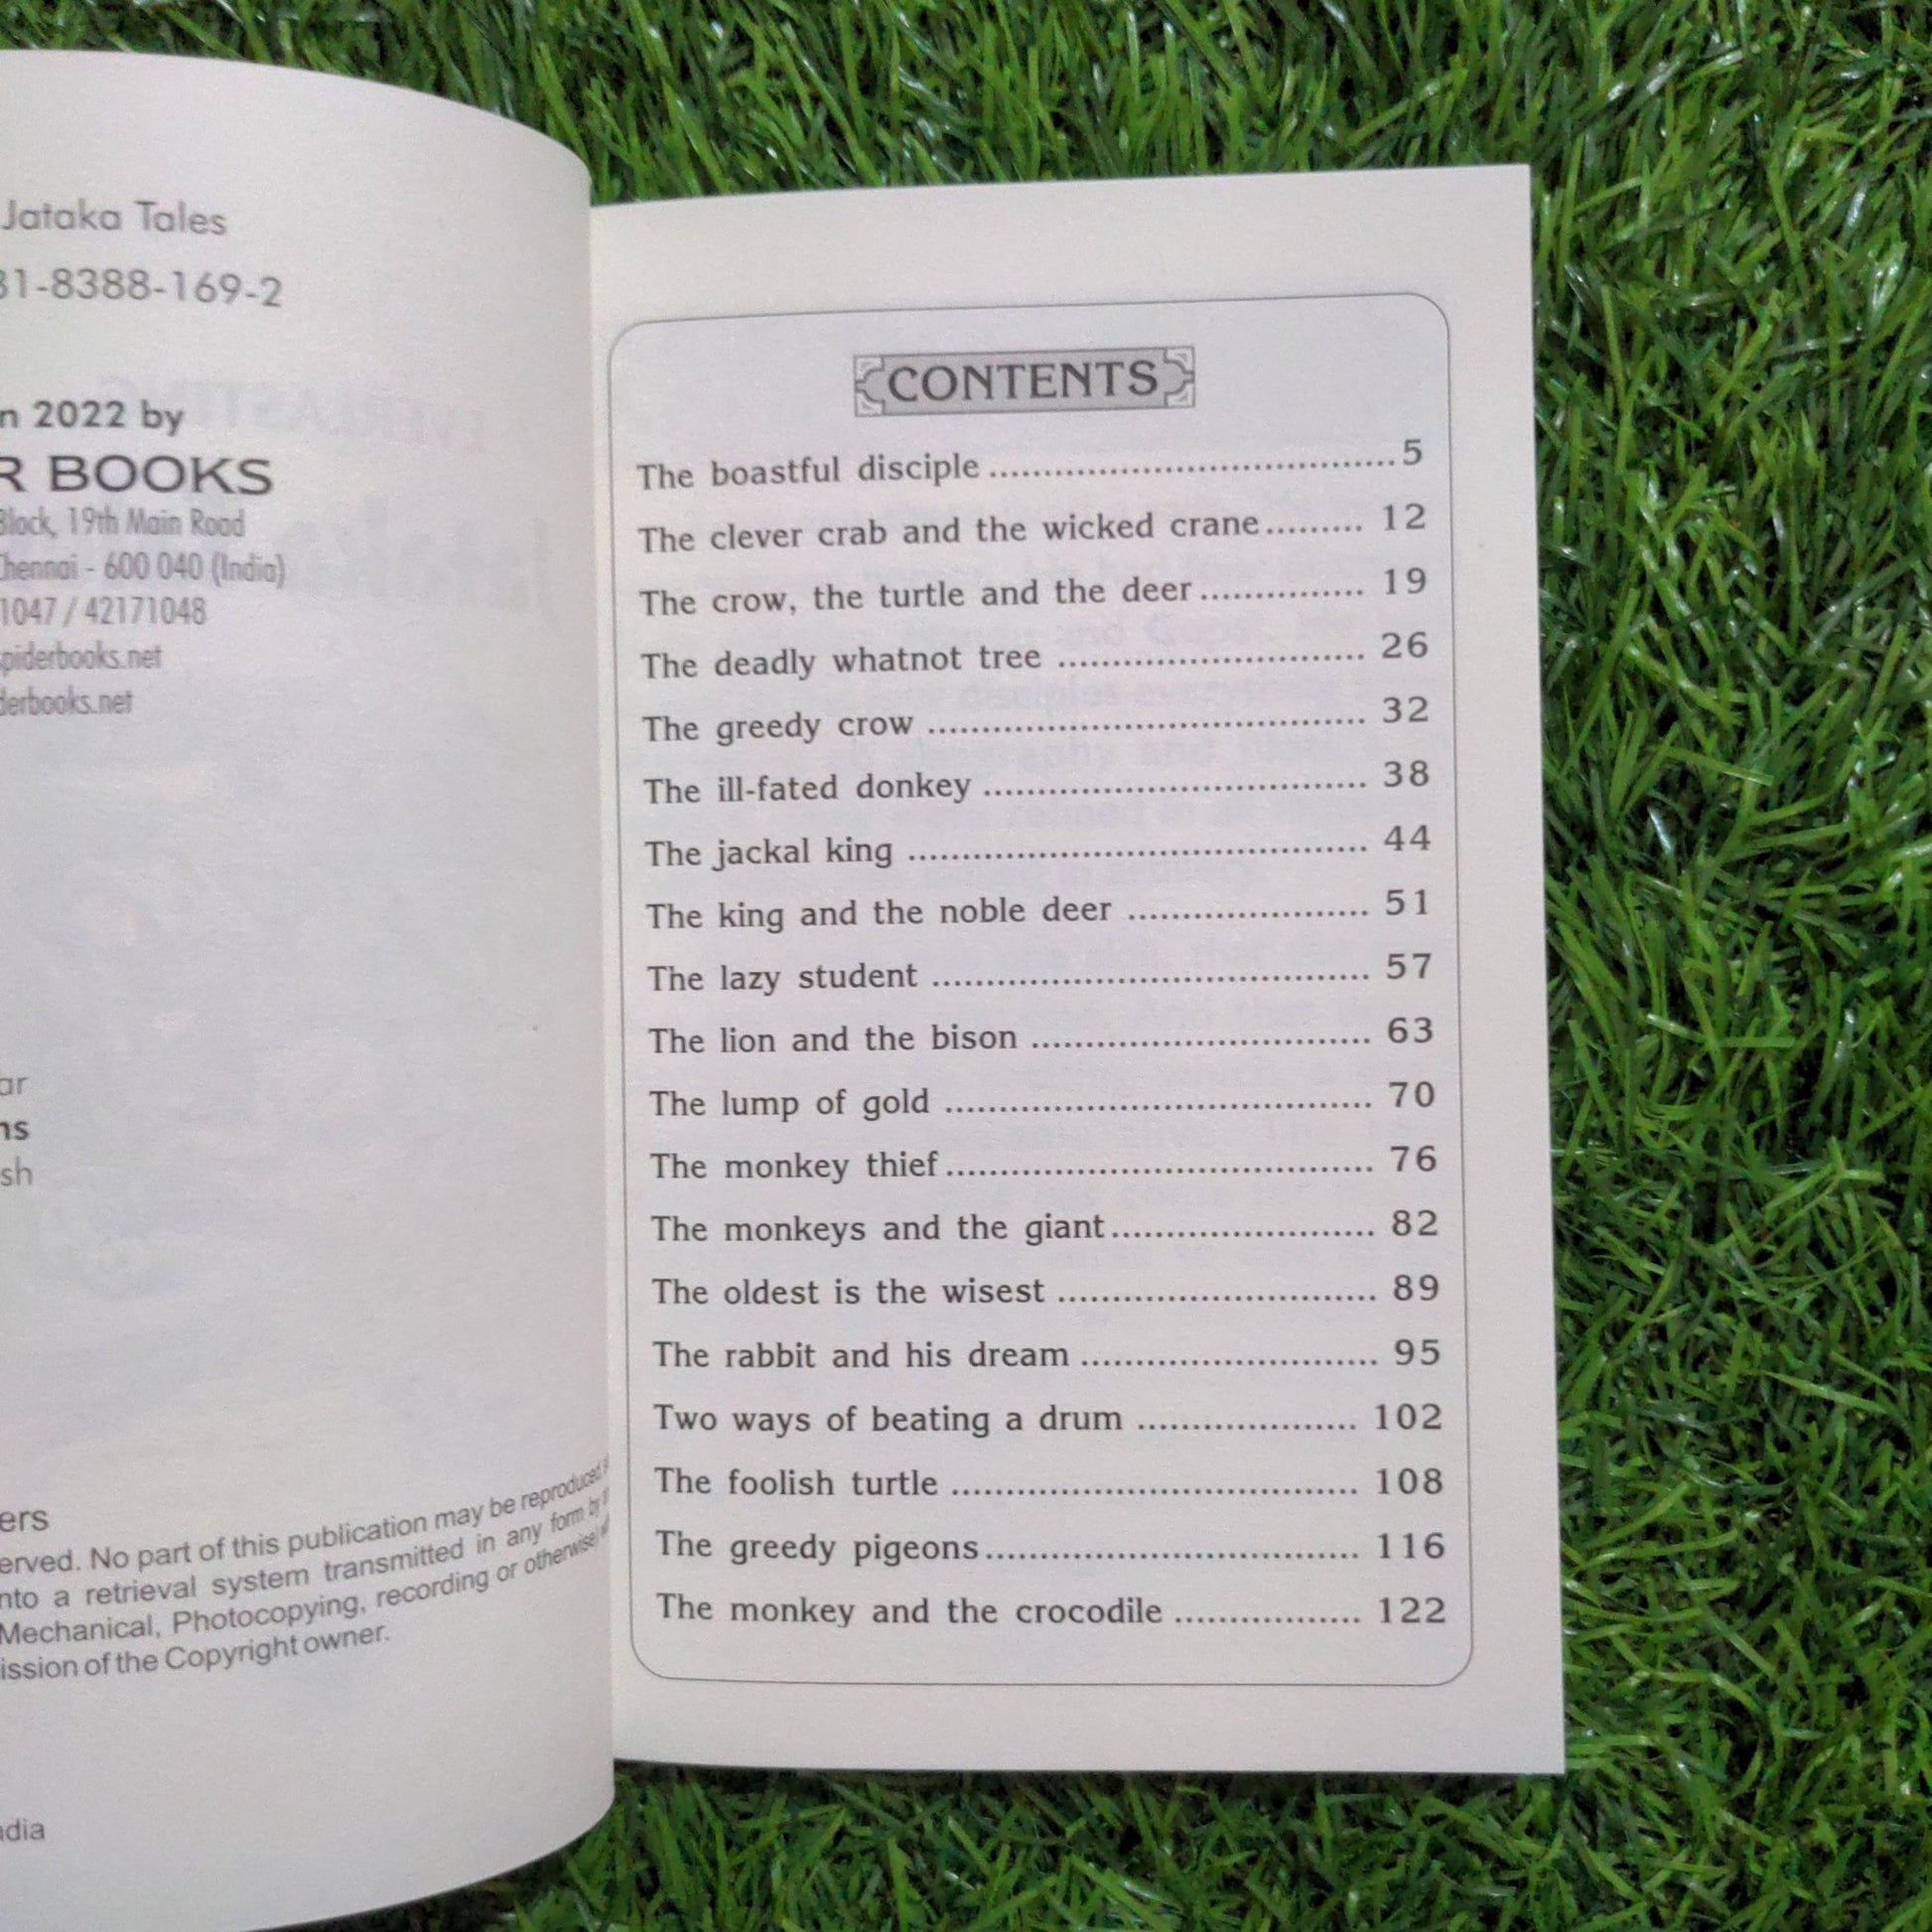 Jataka Tales
81-8388-169-2
2022 by
BOOKS
Block, 19th Main Road
Chennai - 600 040 (India)
1047 / 42171048
piderbooks.net
derbooks.net
ar
ns
sh
ers
erved. No part of this publication may be reproduced
nto a retrieval system transmitted in any form by
Mechanical, Photocopying, recording or otherwise)
ission of the Copyright owner.
dia
CONTENTS
The boastful disciple ..................................... 5
The clever crab and the wicked crane......... 12
The crow, the turtle and the deer............... 19
The deadly whatnot tree ............................ 26
The greedy crow ........................................ 32
The ill-fated donkey ................................... 38
The jackal king .......................................... 44
The king and the noble deer ...................... 51
The lazy student ........................................ 57
The lion and the bison ............................... 63
The lump of gold ....................................... 70
The monkey thief....................................... 76
The monkeys and the giant........................ 82
The oldest is the wisest ............................. 89
The rabbit and his dream ........................... 95
Two ways of beating a drum .................... 102
The foolish turtle ..................................... 108
The greedy pigeons.................................. 116
The monkey and the crocodile ................. 122